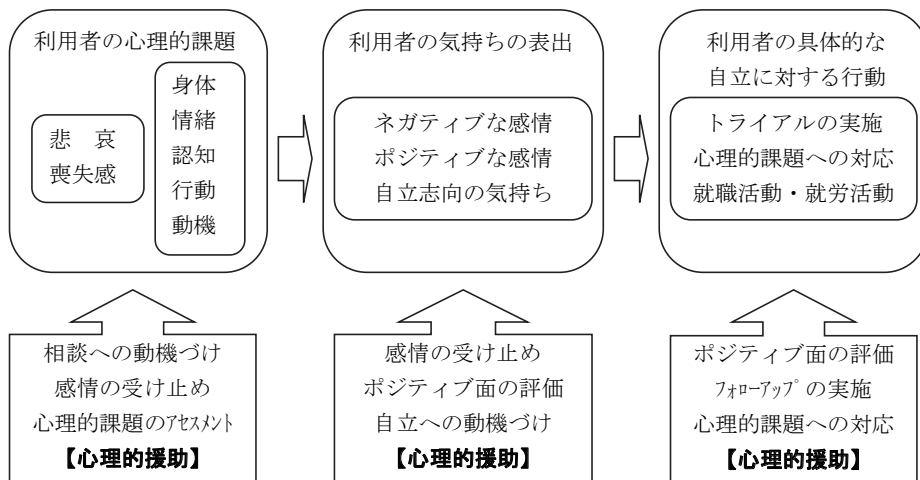 利用者の心理的課題
悲　哀
喪失感
身体
情緒
認知
行動
動機
利用者の気持ちの表出
ネガティブな感情
ポジティブな感情
自立志向の気持ち
利用者の具体的な
自立に対する行動
トライアルの実施
心理的課題への対応
就職活動・就労活動
相談への動機づけ
感情の受け止め
心理的課題のｱｾｽﾒﾝﾄ
【心理的援助】
感情の受け止め
ポジティブ面の評価
自立への動機づけ
【心理的援助】
ポジティブ面の評価
ﾌｫﾛｰｱｯﾌﾟの実施
心理的課題への対応
【心理的援助】